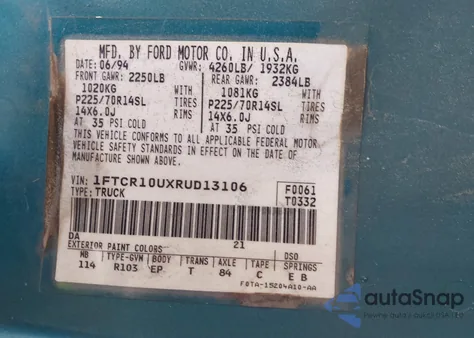 MFD. BY FORD MOTOR CO. IN U.S.A.
DATE: 06/94 GVWR: 4260LB/ 1932KG
FRONT GAWR: 2250LB REAR GAWR: 2384LB
1020KG WITH 1081KG WITH
P225/70R14SL TIRES P225/70R14SL TIRES
14X6.0J RIMS 14X6.0J RIMS
AT 35 PSI COLD AT 35 PSI COLD
THIS VEHICLE CONFORMS TO ALL APPLICABLE FEDERAL MOTOR
VEHICLE SAFETY STANDARDS IN EFFECT ON THE DATE OF
MANUFACTURE SHOWN ABOVE.
VIN: 1FTCR10UXRUD13106 F0061
TYPE: TRUCK T0332
DA 21
EXTERIOR PAINT COLORS DSO
WB TYPE-GVM BODY TRANS AXLE TAPE SPRINGS
114 R103 EP T 84 C E B
F0TA-15204A10-AA
autoSnap